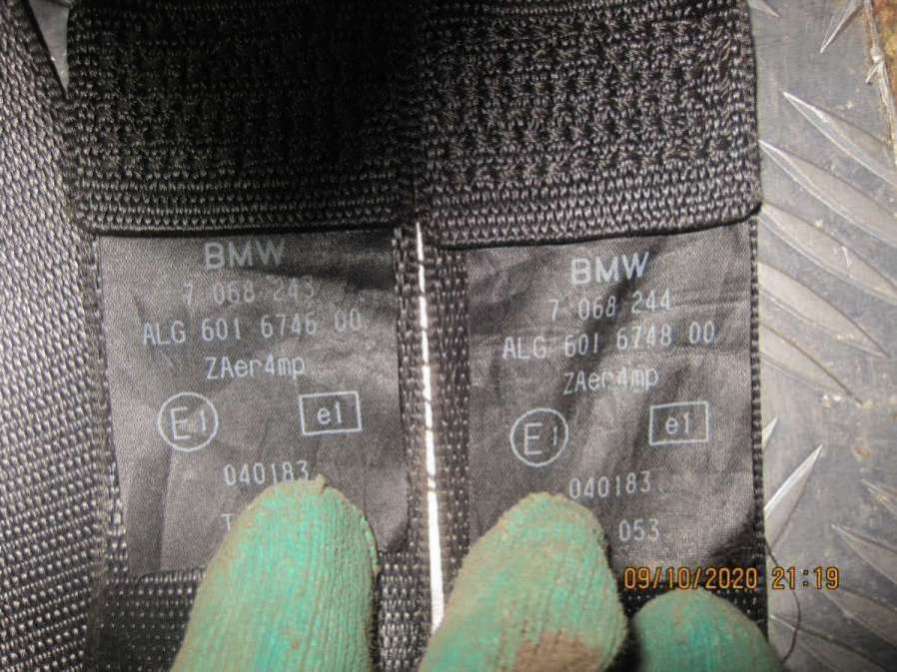 BMW
7 068 243
ALG 601 6746 00
ZAer4mp
E1 e1
040183
T
BMW
7 068 244
ALG 601 6748 00
ZAer4mp
E1 e1
040183
053
09/10/2020 21:19